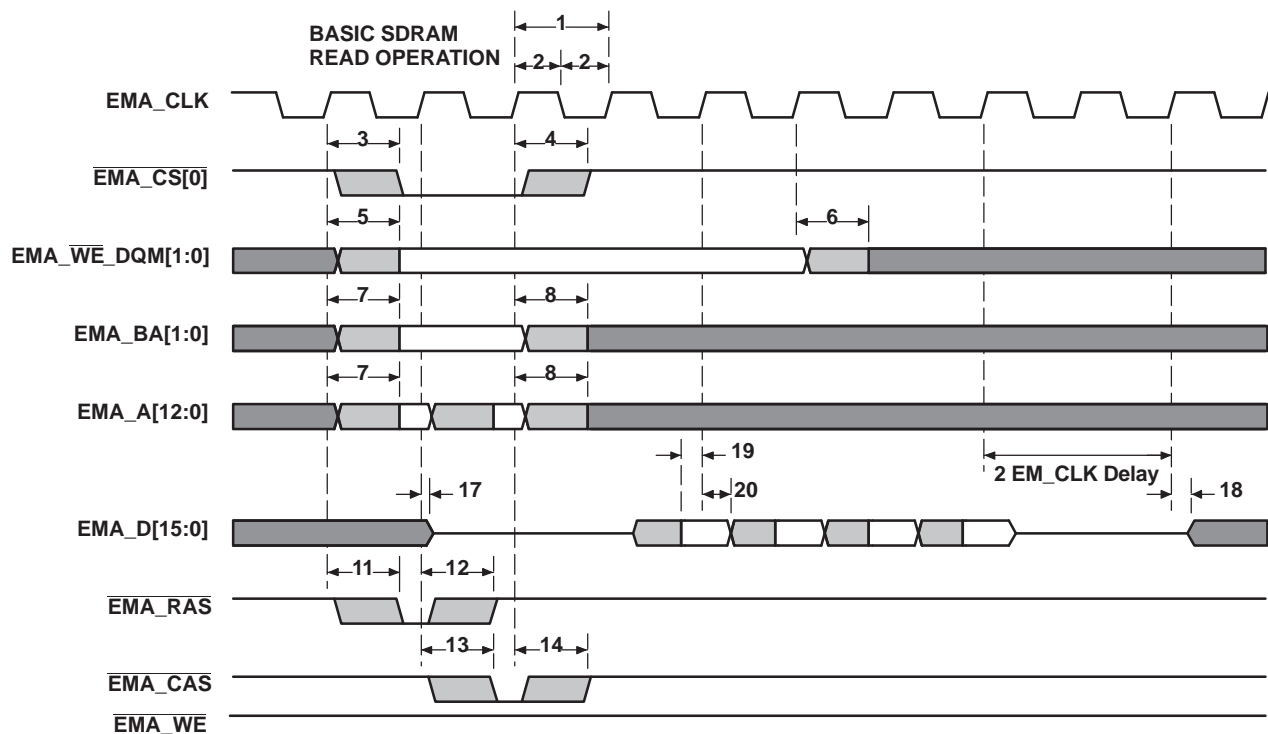 BASIC SDRAM
READ OPERATION
1
2 2
EMA_CLK
3 4
EMA_CS[0]
5 6
EMA_WE_DQM[1:0]
7 8
EMA_BA[1:0]
7 8
EMA_A[12:0]
19
2 EM_CLK Delay
17 20 18
EMA_D[15:0]
11 12
EMA_RAS
13 14
EMA_CAS
EMA_WE